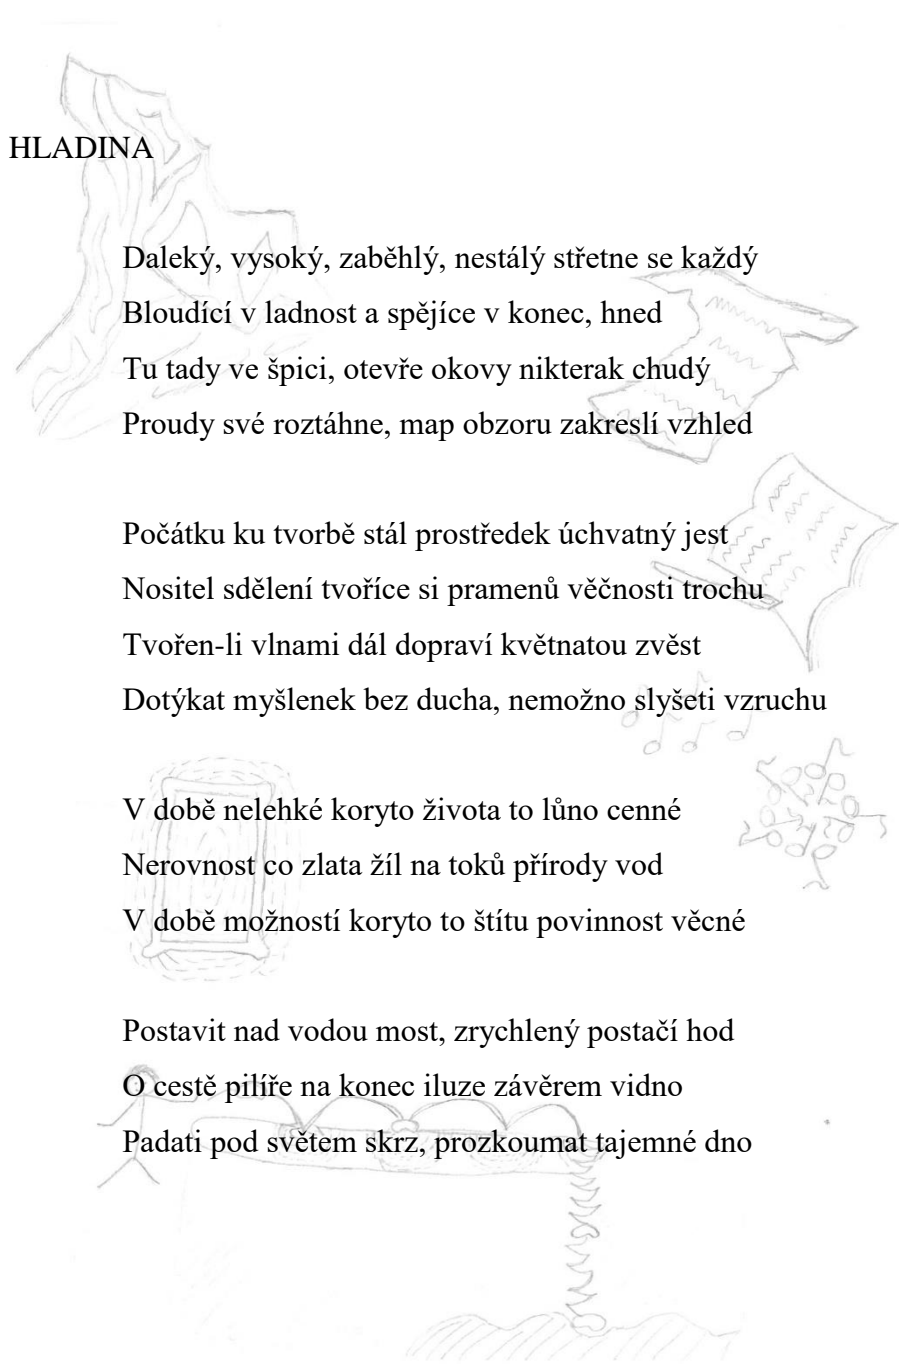 HLADINA
Daleký, vysoký, zaběhlý, nestálý střetne se každý
Bloudící v ladnost a spějíce v konec, hned
Tu tady ve špici, otevře okovy nikterak chudý
Proudy své roztáhne, map obzoru zakreslí vzhled
Počátku ku tvorbě stál prostředek úchvatný jest
Nositel sdělení tvoříce si pramenů věčnosti trochu
Tvořen-li vlnami dál dopraví květnatou zvěst
Dotýkat myšlenek bez ducha, nemožno slyšeti vzruchu
V době nelehké koryto života to lůno cenné
Nerovnost co zlata žíl na toků přírody vod
V době možností koryto to štítu povinnost věcné
Postavit nad vodou most, zrychlený postačí hod
O cestě pilíře na konec iluze závěrem vidno
Padati pod světem skrz, prozkoumat tajemné dno